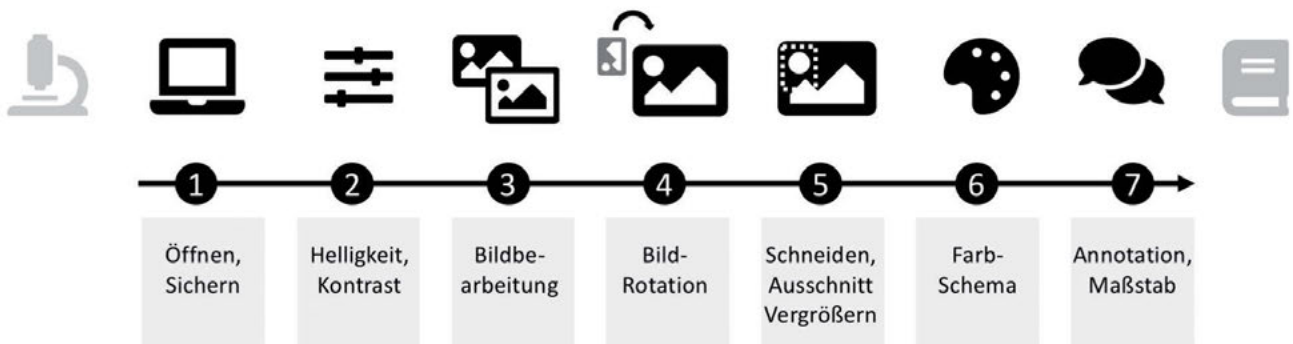 1
2
3
4
5
6
7
Öffnen,
Sichern
Helligkeit,
Kontrast
Bildbe-
arbeitung
Bild-
Rotation
Schneiden,
Ausschnitt
Vergrößern
Farb-
Schema
Annotation,
Maßstab